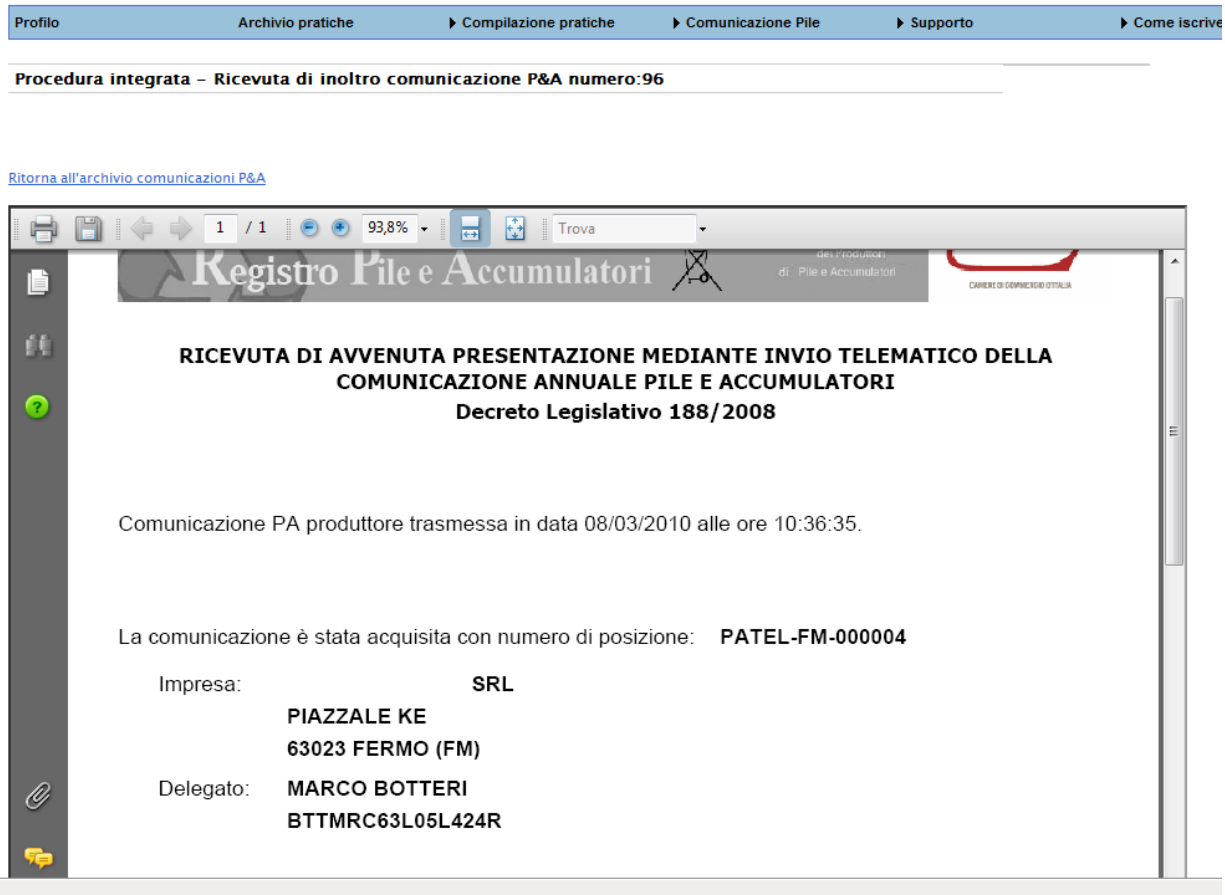 Profilo Archivio pratiche Compilazione pratiche Comunicazione Pile Supporto Come iscrive
Procedura integrata – Ricevuta di inoltro comunicazione P&A numero:96
Ritorna all'archivio comunicazioni P&A
1 / 1 93,8% Trova
Registro Pile e Accumulatori
dei Produttori
di Pile e Accumulatori
CAMERE DI COMMERCIO D'ITALIA
RICEVUTA DI AVVENUTA PRESENTAZIONE MEDIANTE INVIO TELEMATICO DELLA
COMUNICAZIONE ANNUALE PILE E ACCUMULATORI
Decreto Legislativo 188/2008
Comunicazione PA produttore trasmessa in data 08/03/2010 alle ore 10:36:35.
La comunicazione è stata acquisita con numero di posizione: PATEL-FM-000004
Impresa: SRL
PIAZZALE KE
63023 FERMO (FM)
Delegato: MARCO BOTTERI
BTTMRC63L05L424R